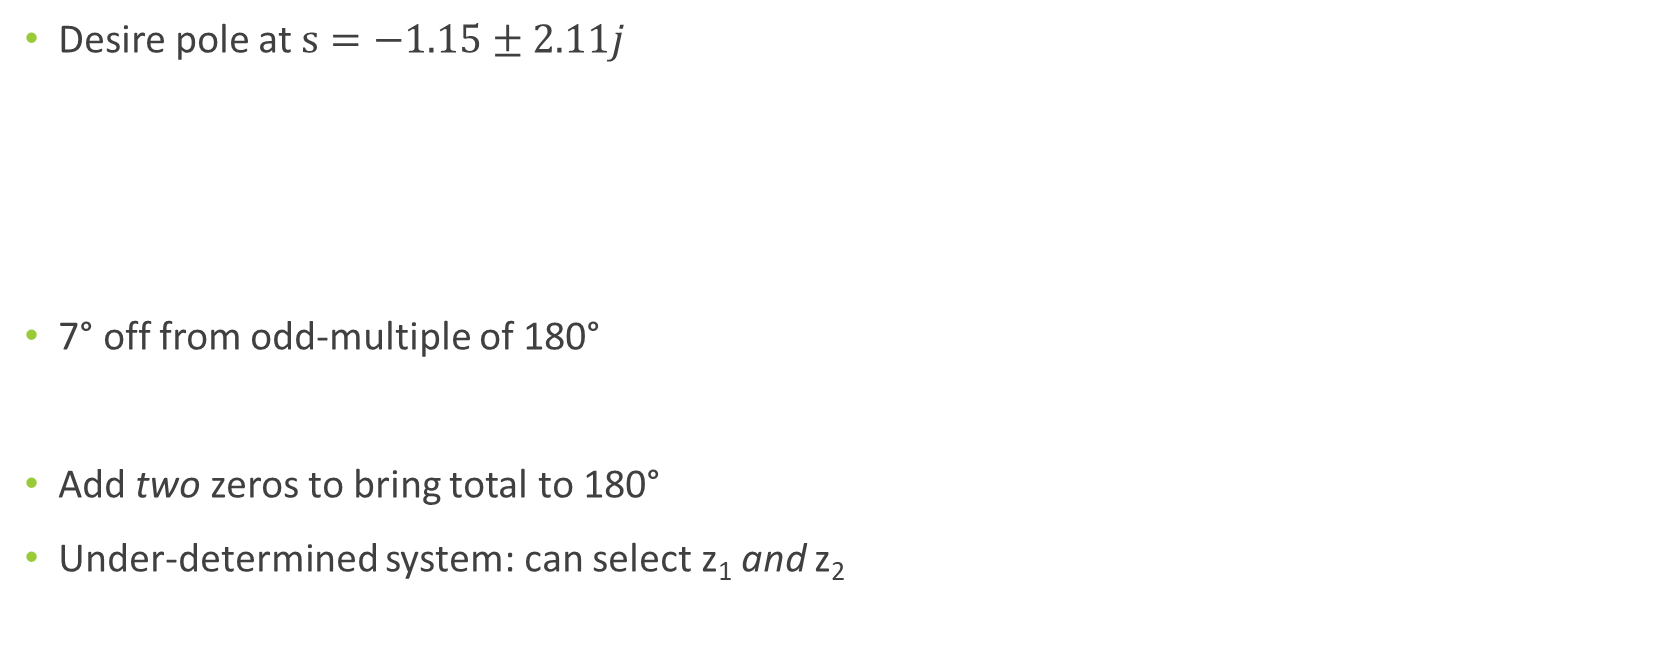 • Desire pole at s = −1.15 ± 2.11j
• 7° off from odd-multiple of 180°
• Add two zeros to bring total to 180°
• Under-determined system: can select z₁ and z₂